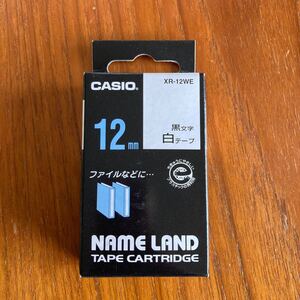 XR-12WE
CASIO®
12mm
黒文字
白テープ
ファイルなどに…
NAME LAND
TAPE CARTRIDGE